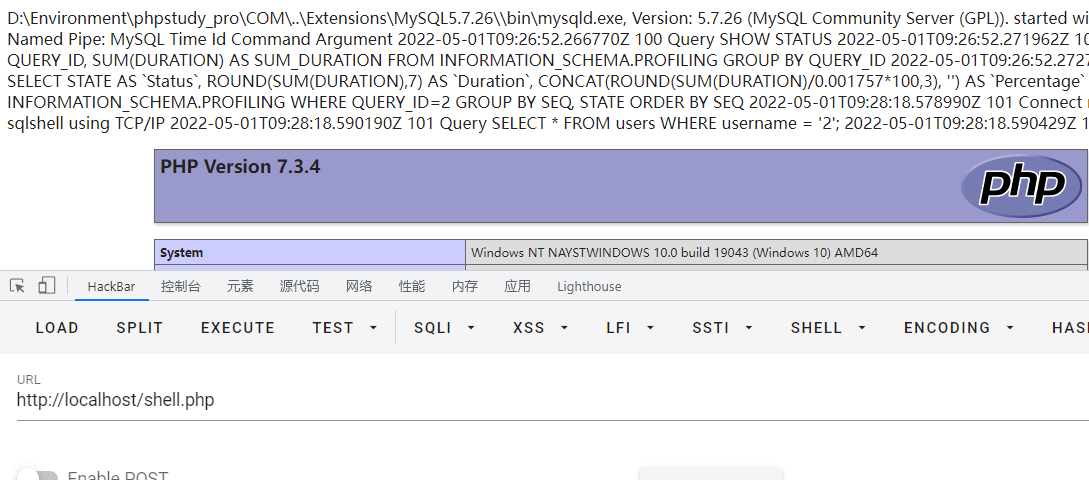 D:\Environment\phpstudy_pro\COM\..\Extensions\MySQL5.7.26\\bin\mysqld.exe, Version: 5.7.26 (MySQL Community Server (GPL)). started wi
Named Pipe: MySQL Time Id Command Argument 2022-05-01T09:26:52.266770Z 100 Query SHOW STATUS 2022-05-01T09:26:52.271962Z 10
QUERY_ID, SUM(DURATION) AS SUM_DURATION FROM INFORMATION_SCHEMA.PROFILING GROUP BY QUERY_ID 2022-05-01T09:26:52.272
SELECT STATE AS `Status`, ROUND(SUM(DURATION),7) AS `Duration`, CONCAT(ROUND(SUM(DURATION)/0.001757*100,3), '') AS `Percentage`
INFORMATION_SCHEMA.PROFILING WHERE QUERY_ID=2 GROUP BY SEQ, STATE ORDER BY SEQ 2022-05-01T09:28:18.578990Z 101 Connect
sqlshell using TCP/IP 2022-05-01T09:28:18.590190Z 101 Query SELECT * FROM users WHERE username = '2'; 2022-05-01T09:28:18.590429Z 1
PHP Version 7.3.4
php
System Windows NT NAYSTWINDOWS 10.0 build 19043 (Windows 10) AMD64
HackBar 控制台 元素 源代码 网络 性能 内存 应用 Lighthouse
LOAD SPLIT EXECUTE TEST SQLI XSS LFI SSTI SHELL ENCODING HASH
URL
http://localhost/shell.php
Enable POST